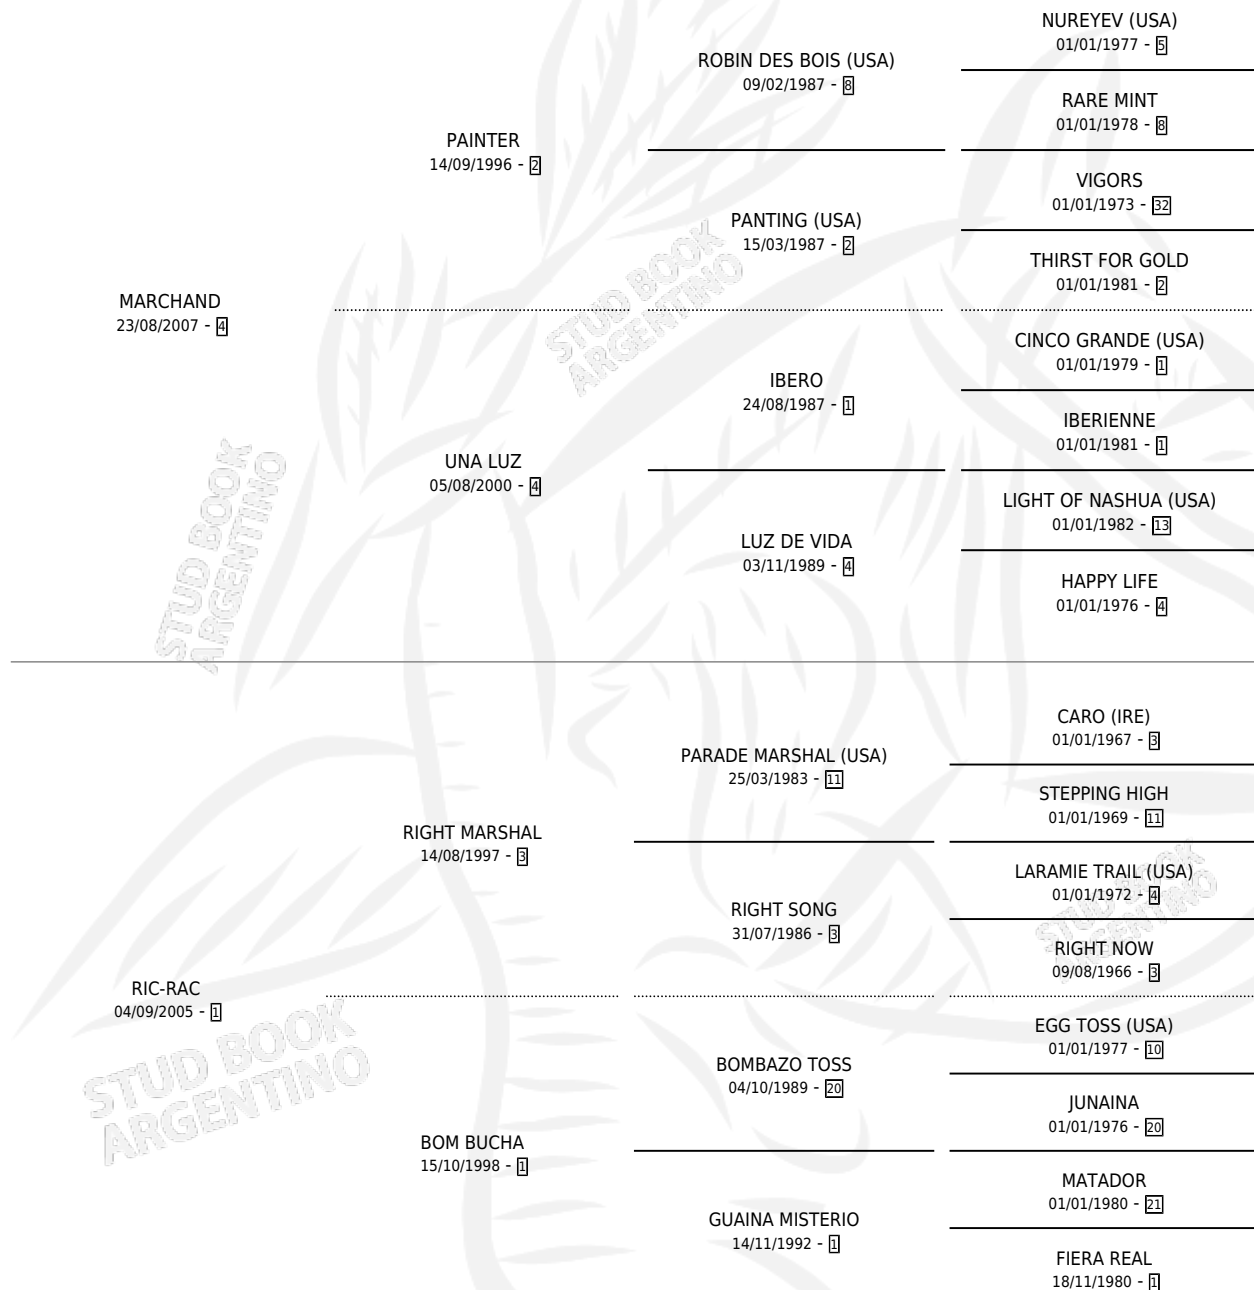 NUREYEV (USA)
01/01/1977 - 5
ROBIN DES BOIS (USA)
09/02/1987 - 8
RARE MINT
01/01/1978 - 8
PAINTER
14/09/1996 - 2
VIGORS
01/01/1973 - 32
PANTING (USA)
15/03/1987 - 2
THIRST FOR GOLD
01/01/1981 - 2
MARCHAND
23/08/2007 - 4
CINCO GRANDE (USA)
01/01/1979 - 1
IBERO
24/08/1987 - 1
IBERIENNE
01/01/1981 - 1
UNA LUZ
05/08/2000 - 4
LIGHT OF NASHUA (USA)
01/01/1982 - 13
LUZ DE VIDA
03/11/1989 - 4
HAPPY LIFE
01/01/1976 - 4
CARO (IRE)
01/01/1967 - 3
PARADE MARSHAL (USA)
25/03/1983 - 11
STEPPING HIGH
01/01/1969 - 11
RIGHT MARSHAL
14/08/1997 - 3
LARAMIE TRAIL (USA)
01/01/1972 - 4
RIGHT SONG
31/07/1986 - 3
RIGHT NOW
09/08/1966 - 3
RIC-RAC
04/09/2005 - 1
EGG TOSS (USA)
01/01/1977 - 10
BOMBAZO TOSS
04/10/1989 - 20
JUNAINA
01/01/1976 - 20
BOM BUCHA
15/10/1998 - 1
MATADOR
01/01/1980 - 21
GUAINA MISTERIO
14/11/1992 - 1
FIERA REAL
18/11/1980 - 1
STUD BOOK
ARGENTINO
STUD BOOK
ARGENTINO
STUD BOOK
ARGENTINO
STUD BOOK
ARGENTINO